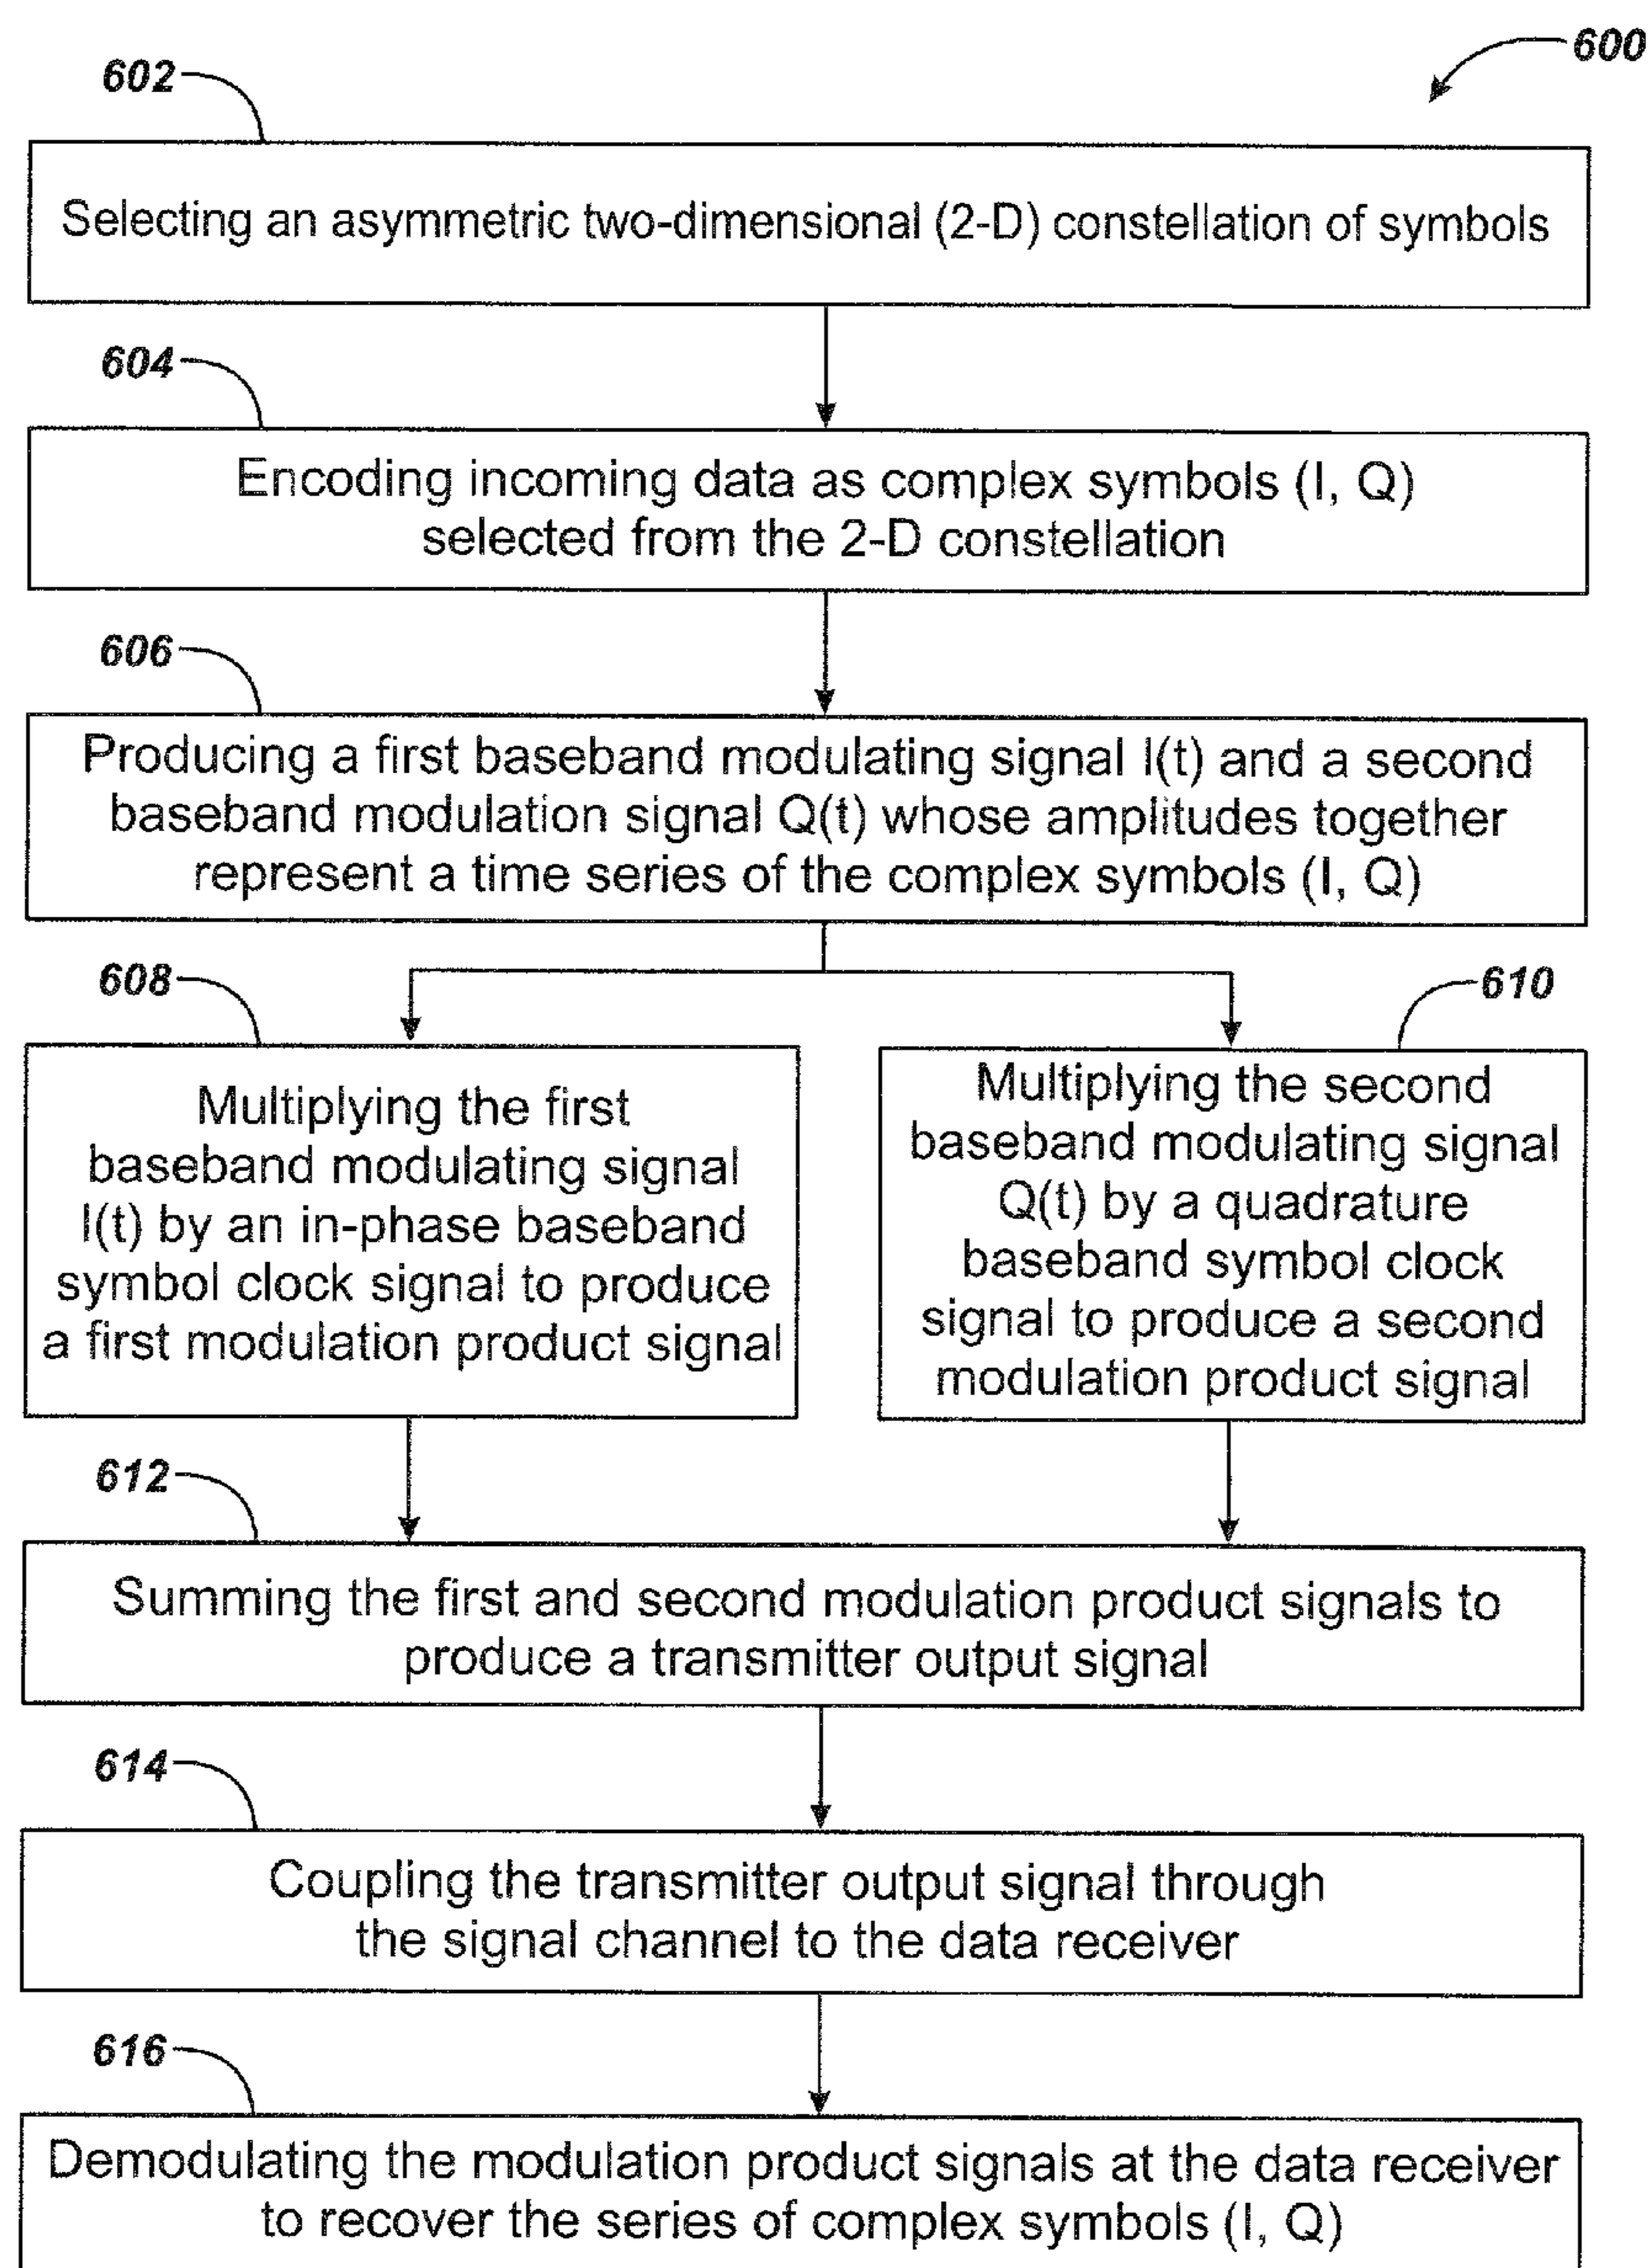 600
602
Selecting an asymmetric two-dimensional (2-D) constellation of symbols
604
Encoding incoming data as complex symbols (I, Q)
selected from the 2-D constellation
606
Producing a first baseband modulating signal I(t) and a second
baseband modulation signal Q(t) whose amplitudes together
represent a time series of the complex symbols (I, Q)
608
Multiplying the first
baseband modulating signal
I(t) by an in-phase baseband
symbol clock signal to produce
a first modulation product signal
610
Multiplying the second
baseband modulating signal
Q(t) by a quadrature
baseband symbol clock
signal to produce a second
modulation product signal
612
Summing the first and second modulation product signals to
produce a transmitter output signal
614
Coupling the transmitter output signal through
the signal channel to the data receiver
616
Demodulating the modulation product signals at the data receiver
to recover the series of complex symbols (I, Q)